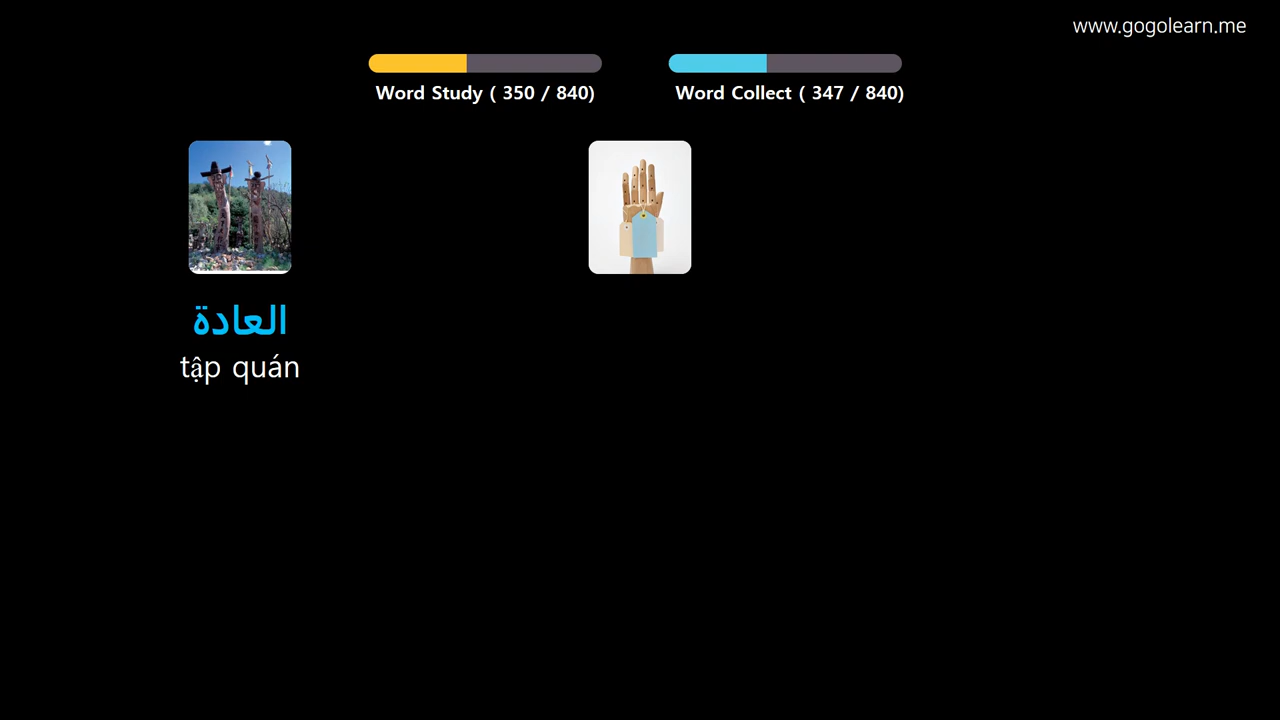 www.gogolearn.me
Word Study ( 350 / 840)
Word Collect ( 347 / 840)
العادة
tập quán